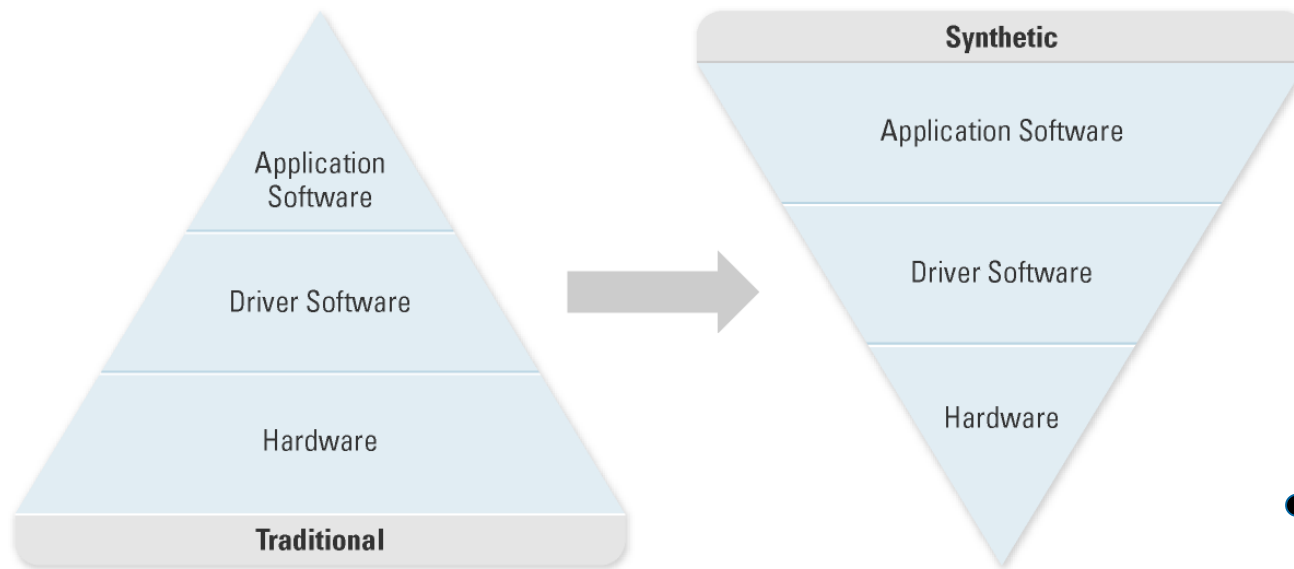 Application
Software
Driver Software
Hardware
Traditional
Synthetic
Application Software
Driver Software
Hardware